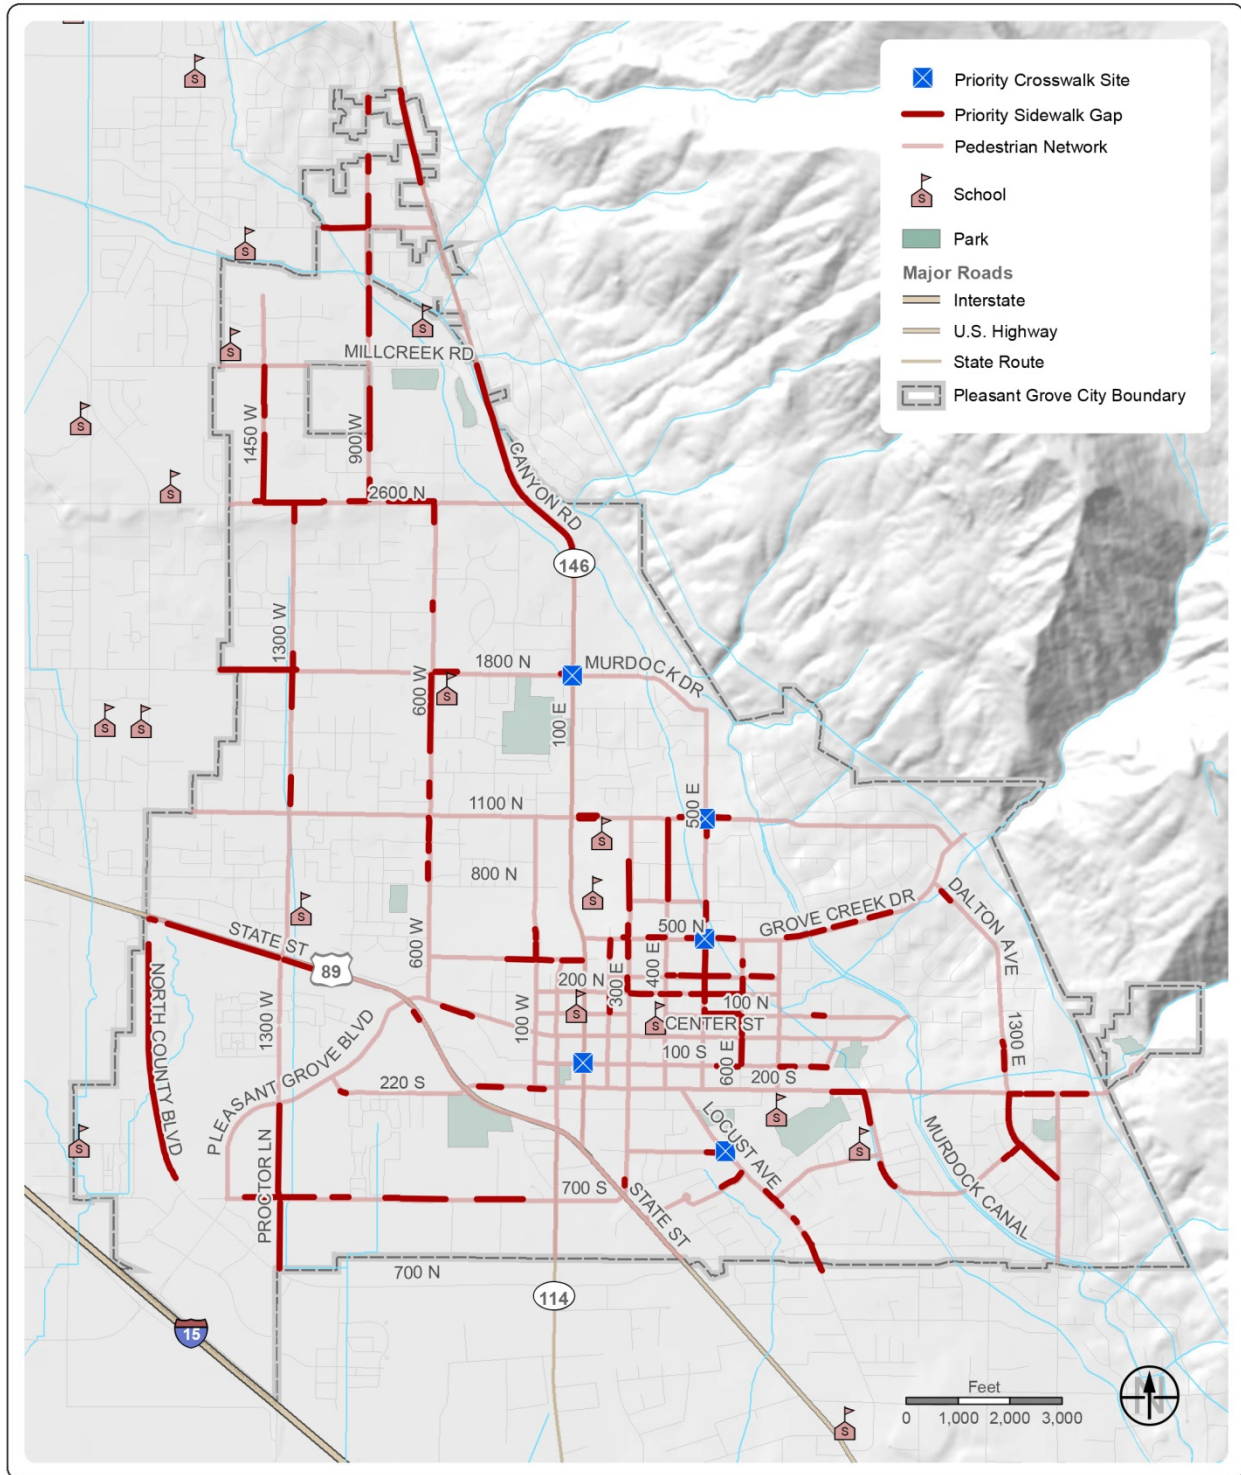 Priority Crosswalk Site
Priority Sidewalk Gap
Pedestrian Network
S
School
Park
Major Roads
Interstate
U.S. Highway
State Route
Pleasant Grove City Boundary
S
S
S
S
MILLCREEK RD
S
1450 W
900 W
S
2600 N
CANYON RD
146
1300 W
1800 N
MURDOCK DR
600 W
S
100 E
S
S
1100 N
500 E
S
800 N
S
S
GROVE CREEK DR
DALTON AVE
500 N
STATE ST
600 W
400 E
89
NORTH COUNTY BLVD
200 N
300 E
100 N
S
S
CENTER ST
1300 W
100 W
1300 E
100 S
600 E
PLEASANT GROVE BLVD
220 S
200 S
S
LOCUST AVE
S
S
MURDOCK CANAL
PROCTOR LN
700 S
STATE ST
700 N
114
15
Feet
0
1,000
2,000
3,000
N
S